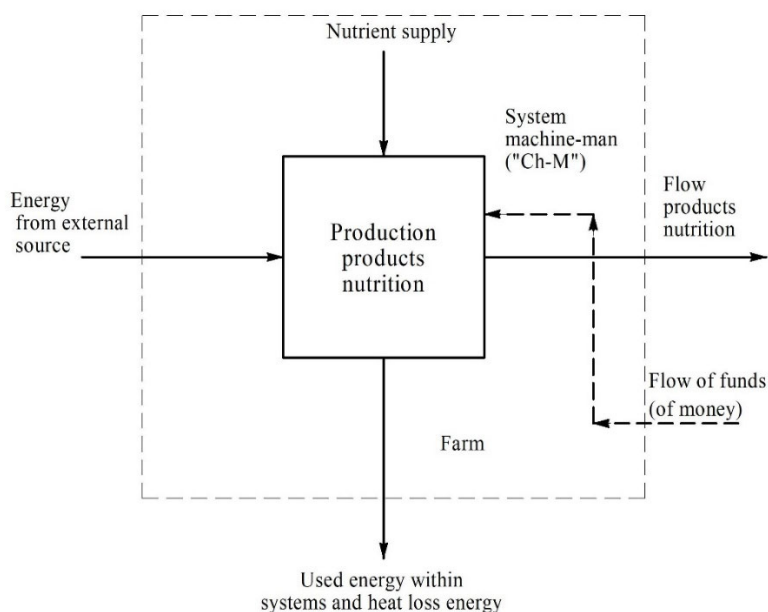 Nutrient supply
System
machine-man
("Ch-M")
Energy
from external
source
Flow
products
nutrition
Production
products
nutrition
Flow of funds
(of money)
Farm
Used energy within
systems and heat loss energy